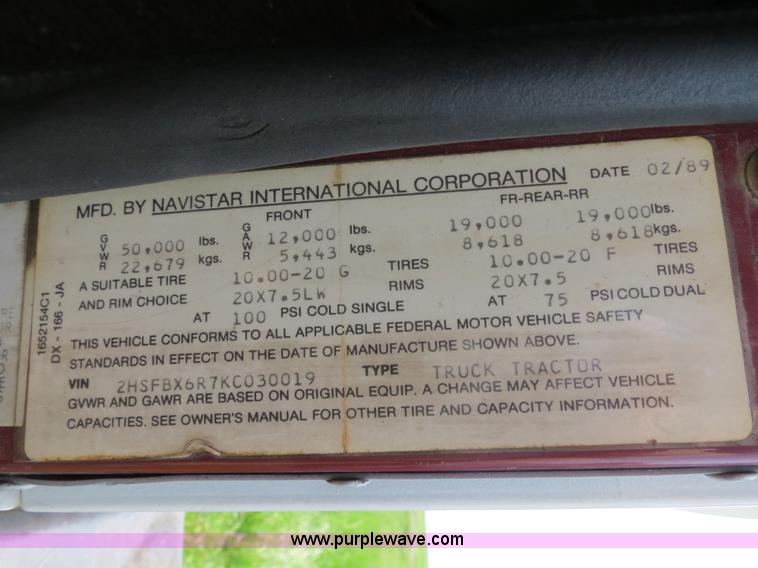 MFD. BY NAVISTAR INTERNATIONAL CORPORATION DATE 02/89
FRONT FR-REAR-RR
GVWR 50,000 lbs. GAWR 12,000 lbs. 19,000 19,000 lbs.
22,679 kgs. 5,443 kgs. 8,618 8,618 kgs.
A SUITABLE TIRE 10.00-20 G TIRES 10.00-20 F TIRES
AND RIM CHOICE 20X7.5LW RIMS 20X7.5 RIMS
AT 100 PSI COLD SINGLE AT 75 PSI COLD DUAL
THIS VEHICLE CONFORMS TO ALL APPLICABLE FEDERAL MOTOR VEHICLE SAFETY
STANDARDS IN EFFECT ON THE DATE OF MANUFACTURE SHOWN ABOVE.
VIN 2HSFBX6R7KC030019 TYPE TRUCK TRACTOR
GVWR AND GAWR ARE BASED ON ORIGINAL EQUIP. A CHANGE MAY AFFECT VEHICLE
CAPACITIES. SEE OWNER'S MANUAL FOR OTHER TIRE AND CAPACITY INFORMATION.
1652154C1
DX - 166 - JA
www.purplewave.com